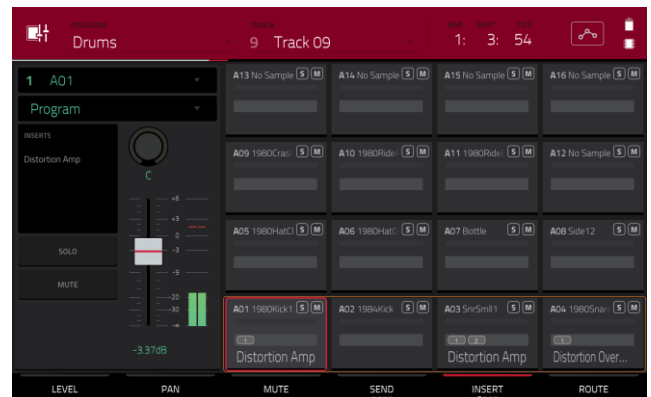 PROGRAM
Drums
TRACK
9 Track 09
BAR BEAT TICK
1: 3: 54
1 A01
Program
INSERTS
Distortion Amp
C
+6
+3
0
-3
-9
-20
-30
-∞
-3.37dB
SOLO
MUTE
A13 No Sample S M
A14 No Sample S M
A15 No Sample S M
A16 No Sample S M
A09 1980Cras S M
A10 1980Ride S M
A11 1980Ride S M
A12 No Sample S M
A05 1980HatCl S M
A06 1980Hat S M
A07 Bottle S M
A08 Side12 S M
A01 1980Kick1 S M
1
Distortion Amp
A02 1984Kick S M
A03 SnrSmll1 S M
1 2
Distortion Amp
A04 1980Snar S M
1
Distortion Over...
LEVEL
PAN
MUTE
SEND
INSERT
ROUTE